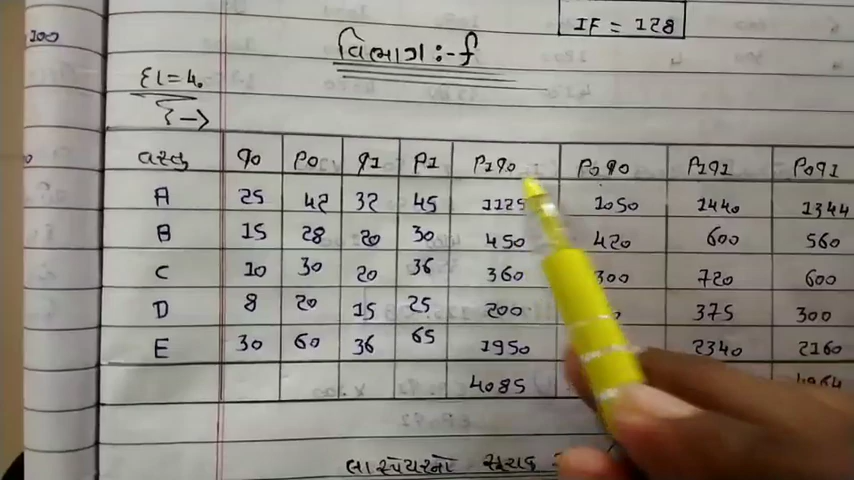 IF = 128
100
વિભાગ :- F
દા = 4.
વસ્તુ q0 P0 q1 P1 P1q0 P0q0 P1q1 P0q1
A 25 42 32 45 1125 1050 1440 1344
B 15 28 20 30 450 420 600 560
C 10 30 20 36 360 300 720 600
D 8 20 15 25 200 375 300
E 30 60 36 65 1950 2340 2160
4085
લાસ્પેયરનો